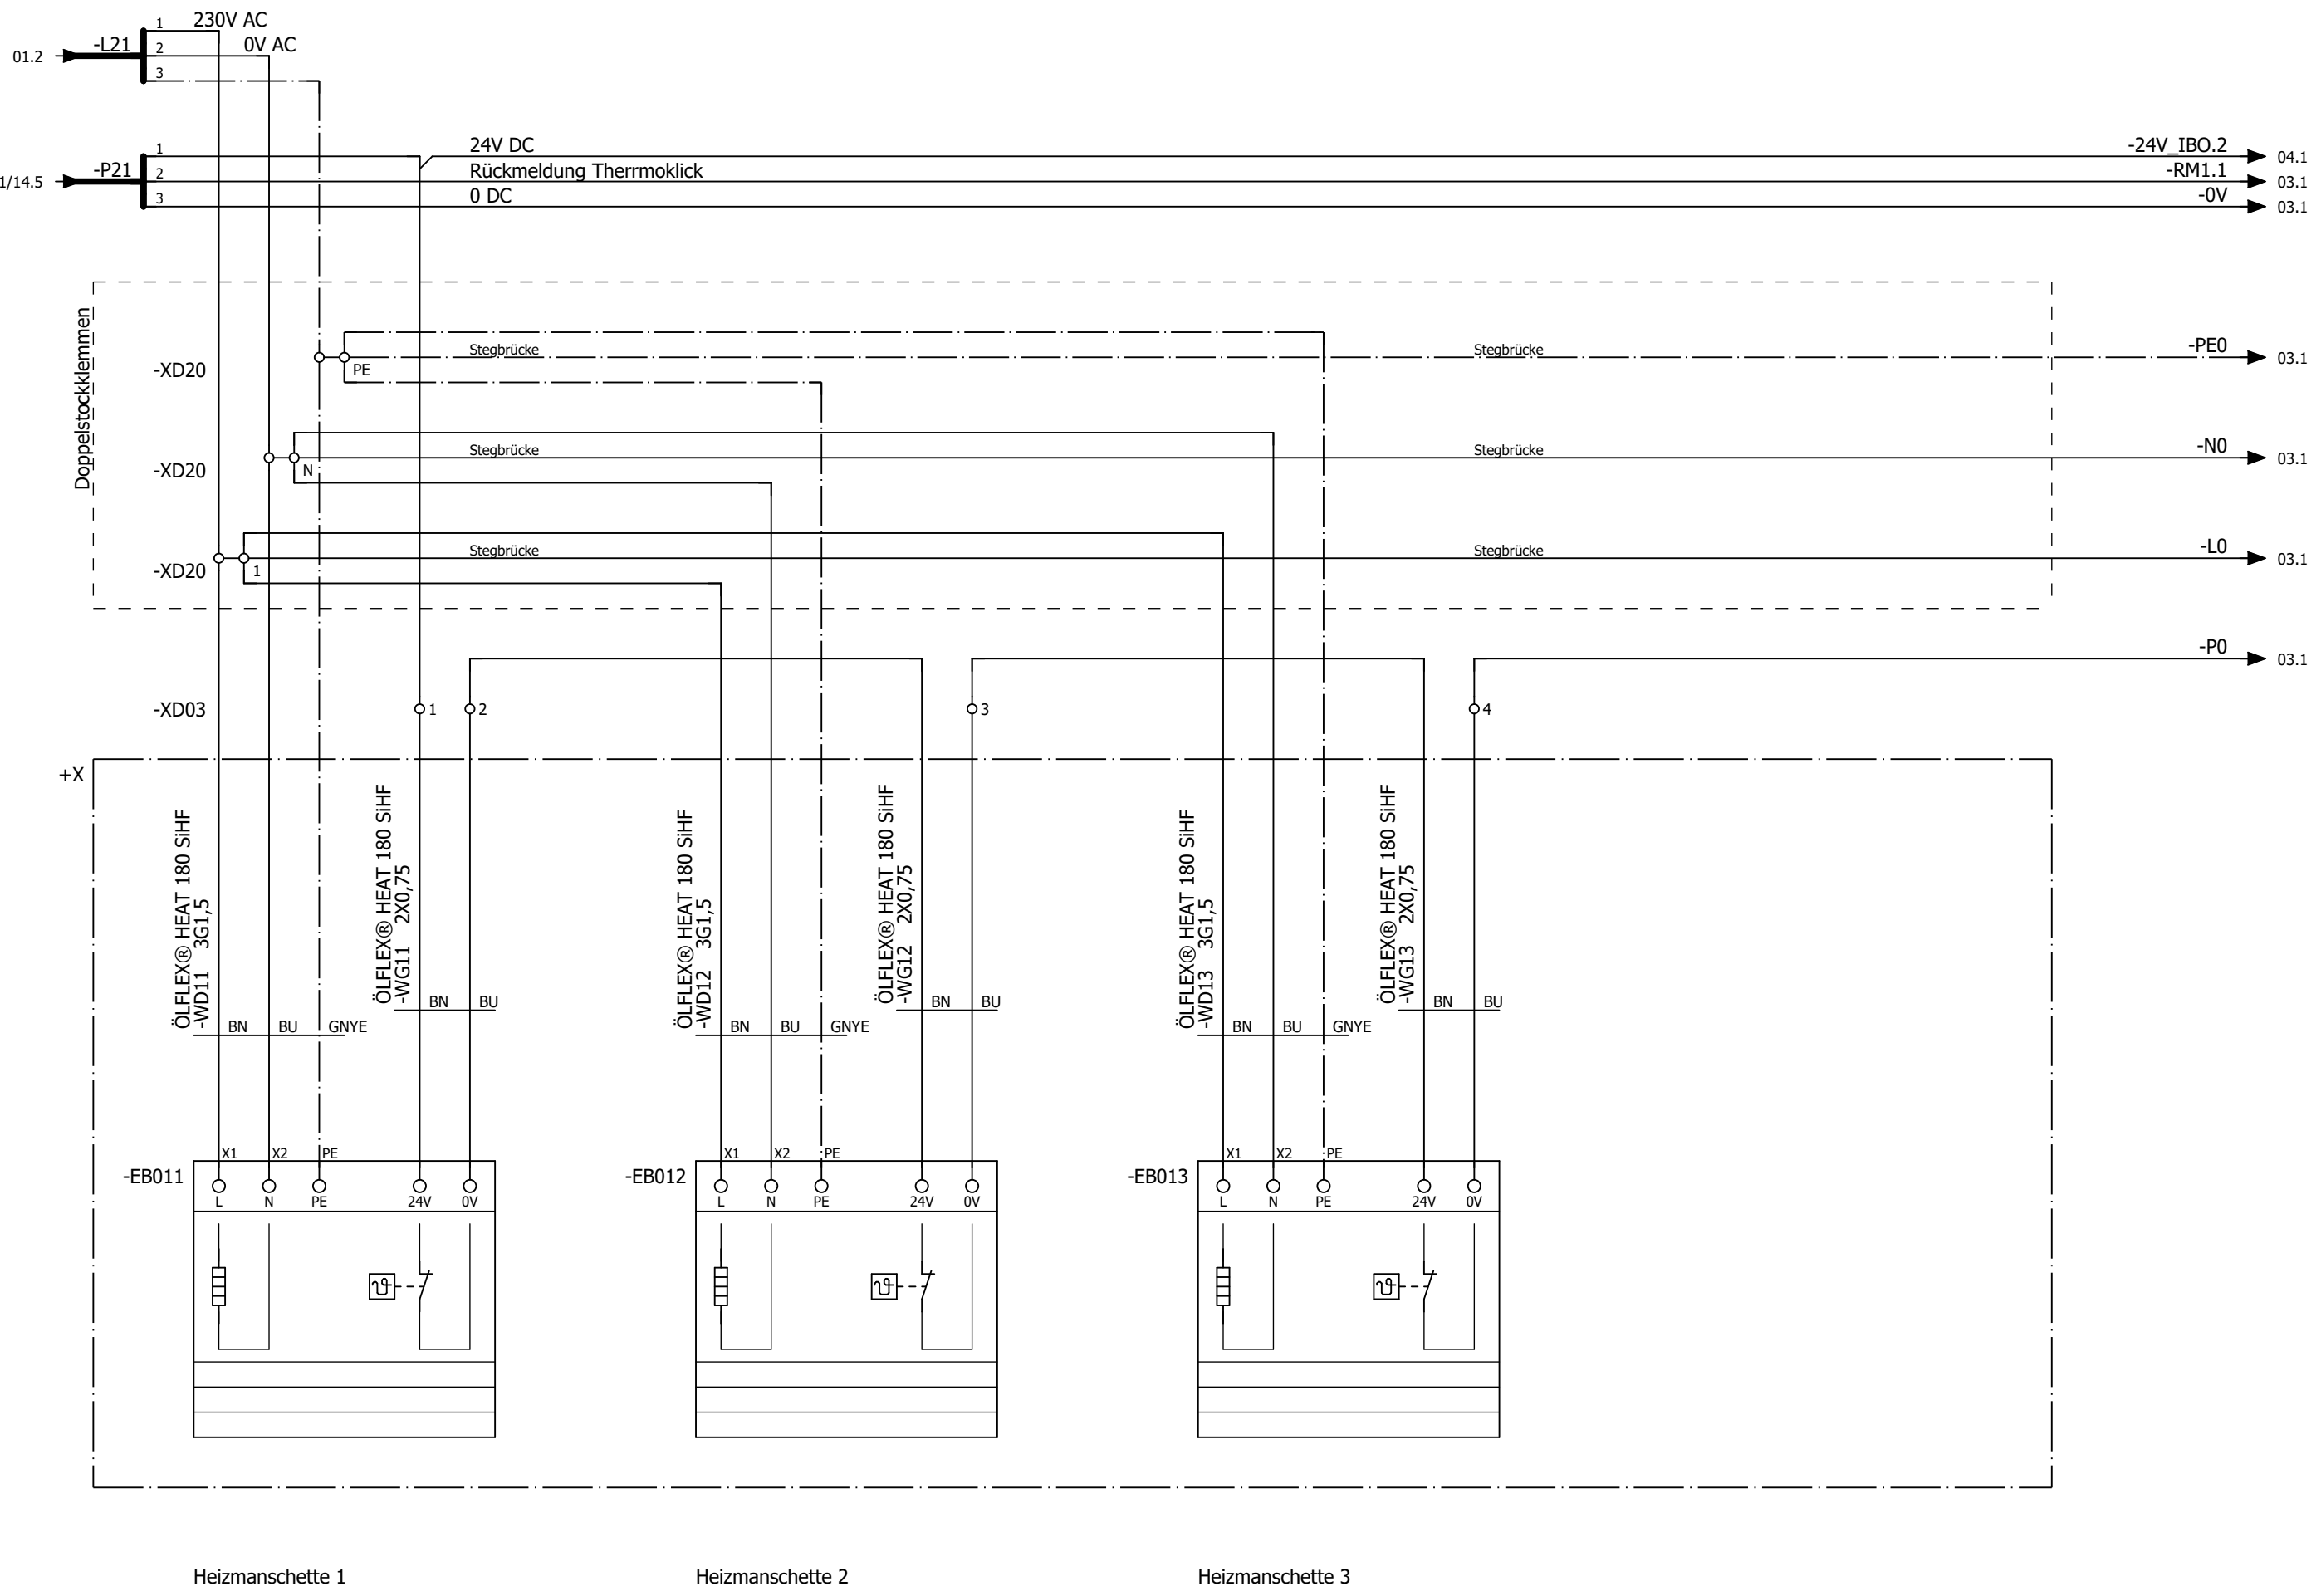 230V AC
1
01.2 -L21 2 0V AC
3
1 24V DC -24V_IBO.2 04.1
1/14.5 -P21 2 Rückmeldung Therrmoklick -RM1.1 03.1
3 0 DC -0V 03.1
Doppelstockklemmen
Stegbrücke Stegbrücke -PE0 03.1
-XD20 PE
Stegbrücke Stegbrücke -N0 03.1
-XD20 N
Stegbrücke Stegbrücke -L0 03.1
-XD20 1
-P0 03.1
-XD03 1 2 3 4
+X
ÖLFLEX® HEAT 180 SiHF
-WD11 3G1,5
ÖLFLEX® HEAT 180 SiHF
-WG11 2X0,75
ÖLFLEX® HEAT 180 SiHF
-WD12 3G1,5
ÖLFLEX® HEAT 180 SiHF
-WG12 2X0,75
ÖLFLEX® HEAT 180 SiHF
-WD13 3G1,5
ÖLFLEX® HEAT 180 SiHF
-WG13 2X0,75
BN BU BN BU BN BU
BN BU GNYE BN BU GNYE BN BU GNYE
X1 X2 PE X1 X2 PE X1 X2 PE
-EB011 -EB012 -EB013
L N PE 24V 0V L N PE 24V 0V L N PE 24V 0V
Heizmanschette 1 Heizmanschette 2 Heizmanschette 3